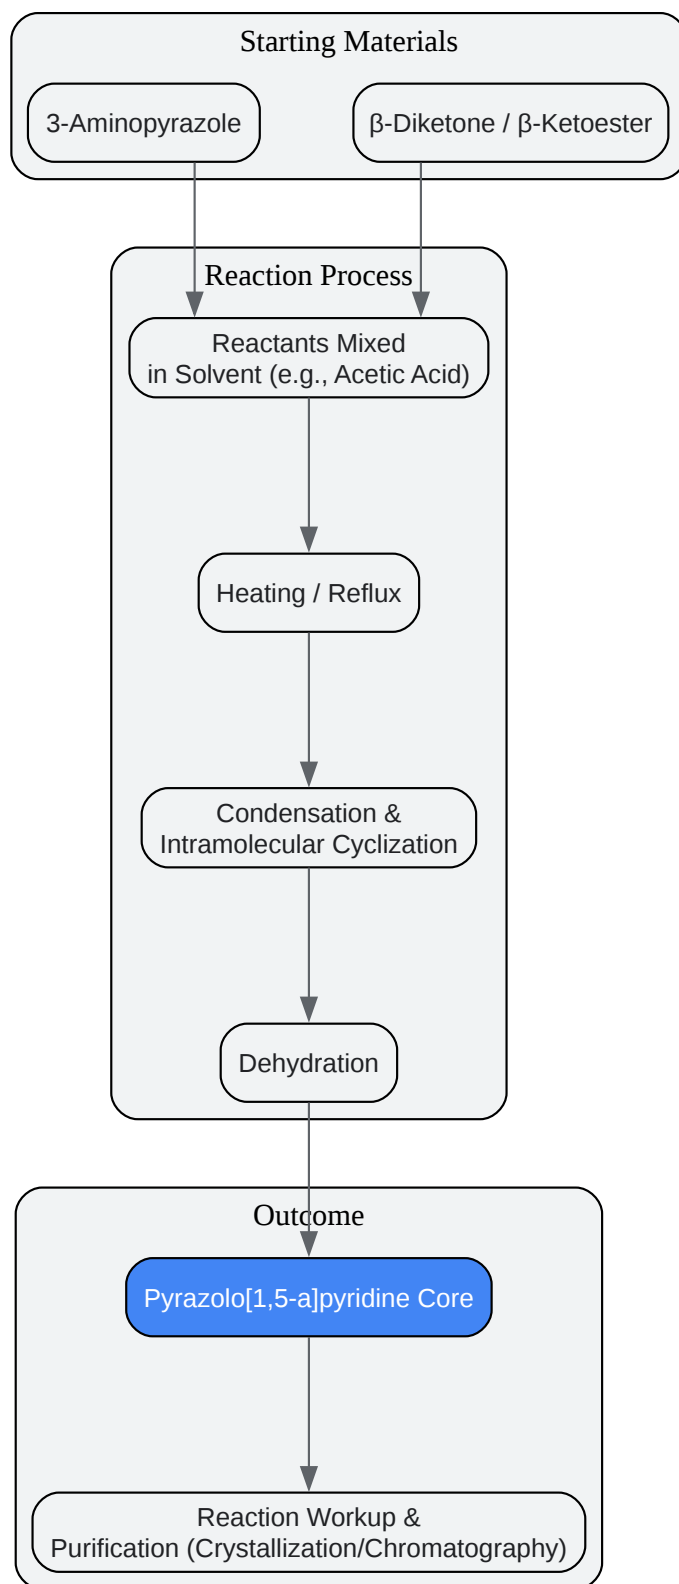 Starting Materials
3-Aminopyrazole
β-Diketone / β-Ketoester
Reaction Process
Reactants Mixed
in Solvent (e.g., Acetic Acid)
Heating / Reflux
Condensation &
Intramolecular Cyclization
Dehydration
Outcome
Pyrazolo[1,5-a]pyridine Core
Reaction Workup &
Purification (Crystallization/Chromatography)